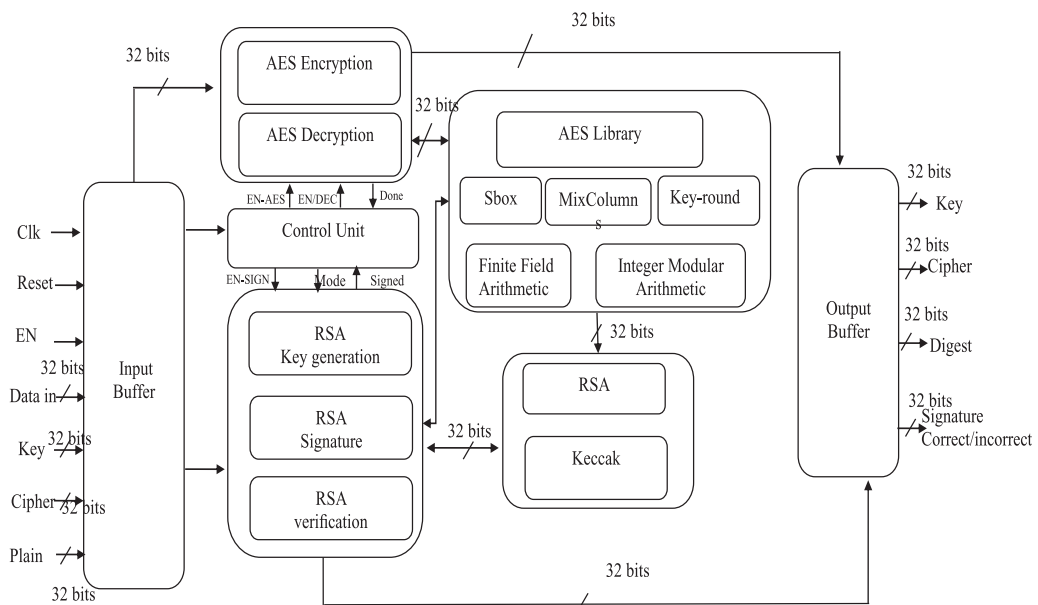 32 bits
32 bits
AES Encryption
AES Decryption
32 bits
AES Library
Sbox
MixColumn
s
Key-round
Finite Field
Arithmetic
Integer Modular
Arithmetic
EN-AES
EN/DEC
Done
Control Unit
EN-SIGN
Mode
Signed
Clk
Reset
EN
32 bits
Data in
Key
32 bits
Cipher
32 bits
Plain
32 bits
Input
Buffer
RSA
Key generation
RSA
Signature
RSA
verification
32 bits
32 bits
RSA
Keccak
32 bits
Output
Buffer
32 bits
Key
32 bits
Cipher
32 bits
Digest
32 bits
Signature
Correct/incorrect